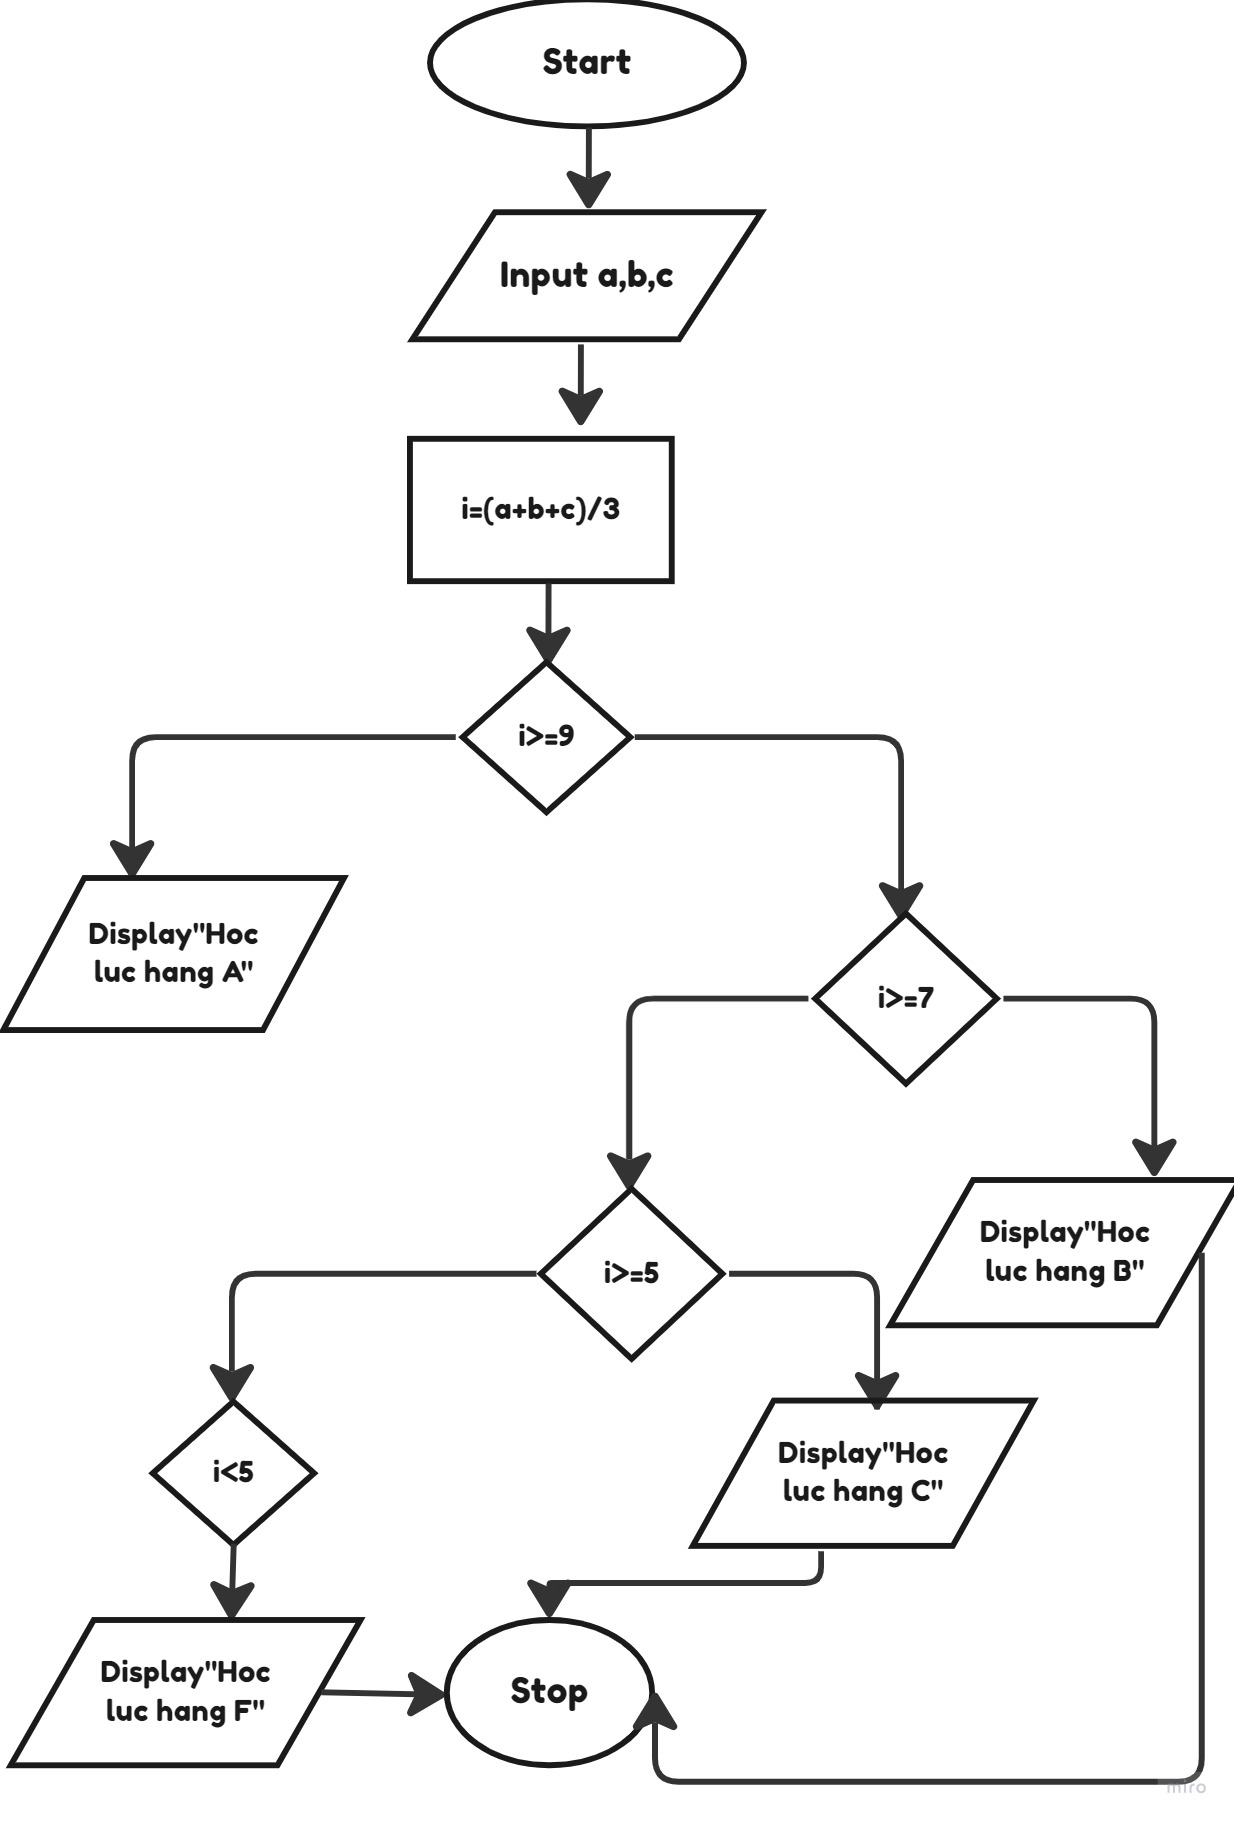 Start
Input a,b,c
i=(a+b+c)/3
i>=9
Display"Hoc
luc hang A"
i>=7
i>=5
Display"Hoc
luc hang B"
i<5
Display"Hoc
luc hang C"
Display"Hoc
luc hang F"
Stop
miro